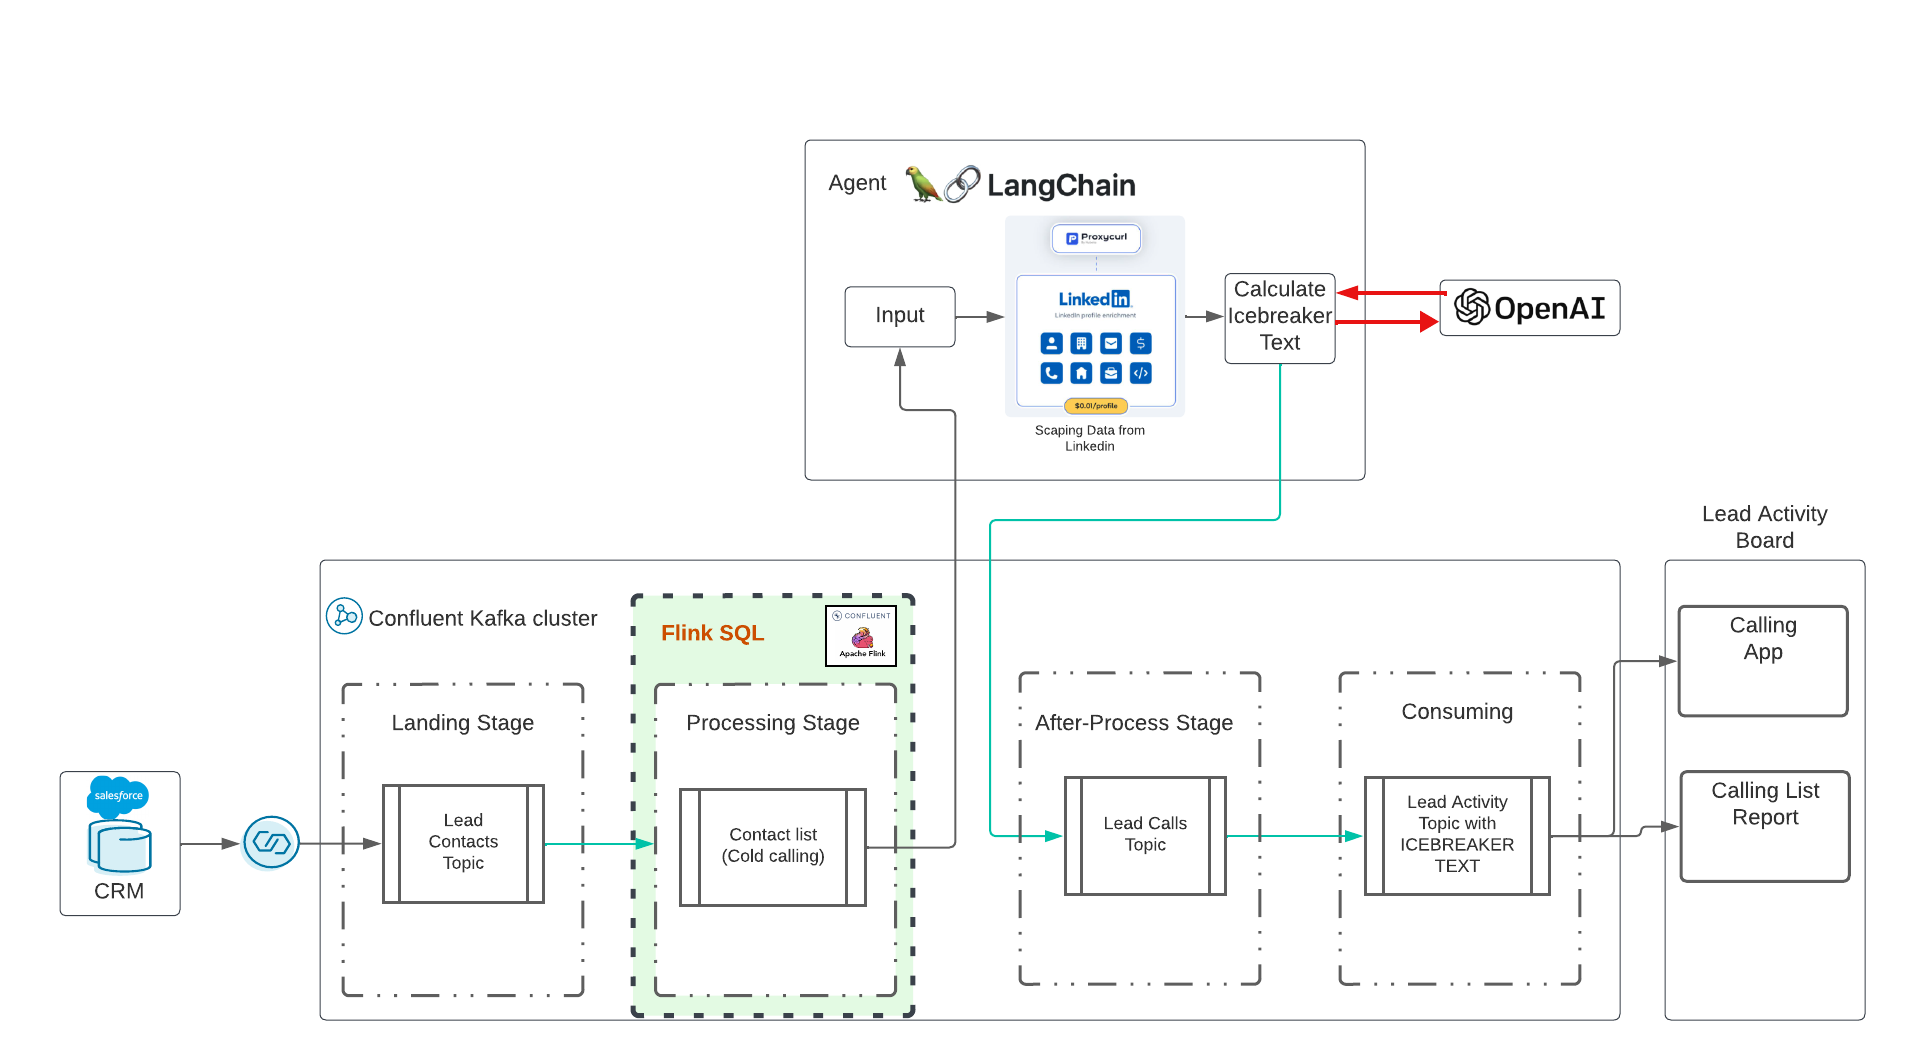 Agent
LangChain
Proxycurl
Linked in
LinkedIn profile enrichment
$0.01/profile
Scaping Data from
Linkedin
Input
Calculate
Icebreaker
Text
OpenAI
Lead Activity
Board
Confluent Kafka cluster
Flink SQL
CONFLUENT
Apache Flink
Landing Stage
Processing Stage
After-Process Stage
Consuming
Calling
App
salesforce
CRM
Lead
Contacts
Topic
Contact list
(Cold calling)
Lead Calls
Topic
Lead Activity
Topic with
ICEBREAKER
TEXT
Calling List
Report